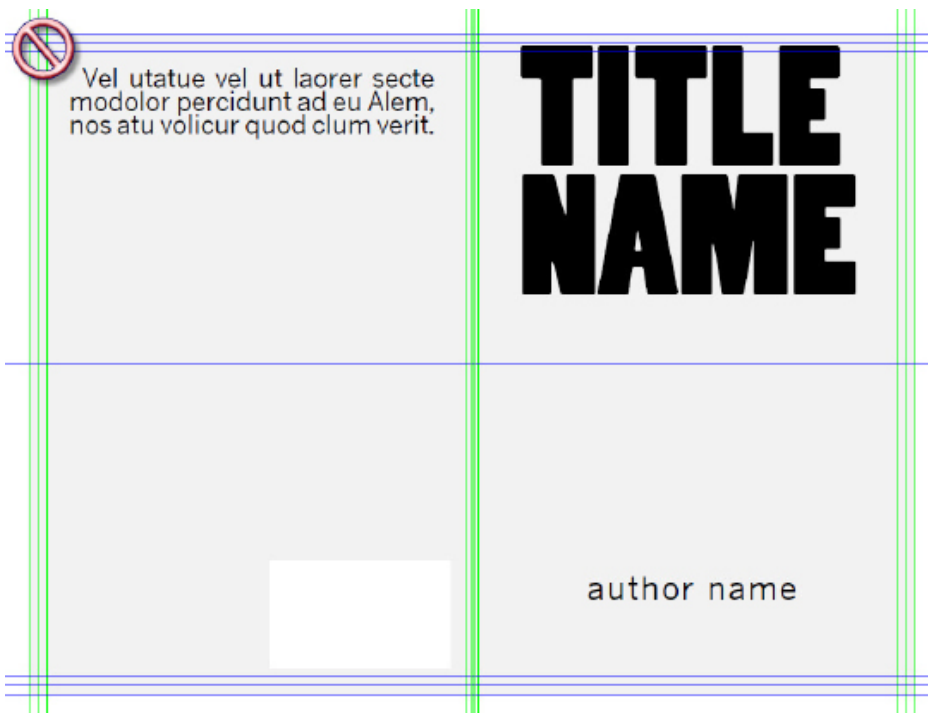 Vel utatue vel ut laorer secte
modolor percidunt ad eu Alem,
nos atu volicur quod clum verit.
TITLE
NAME
author name